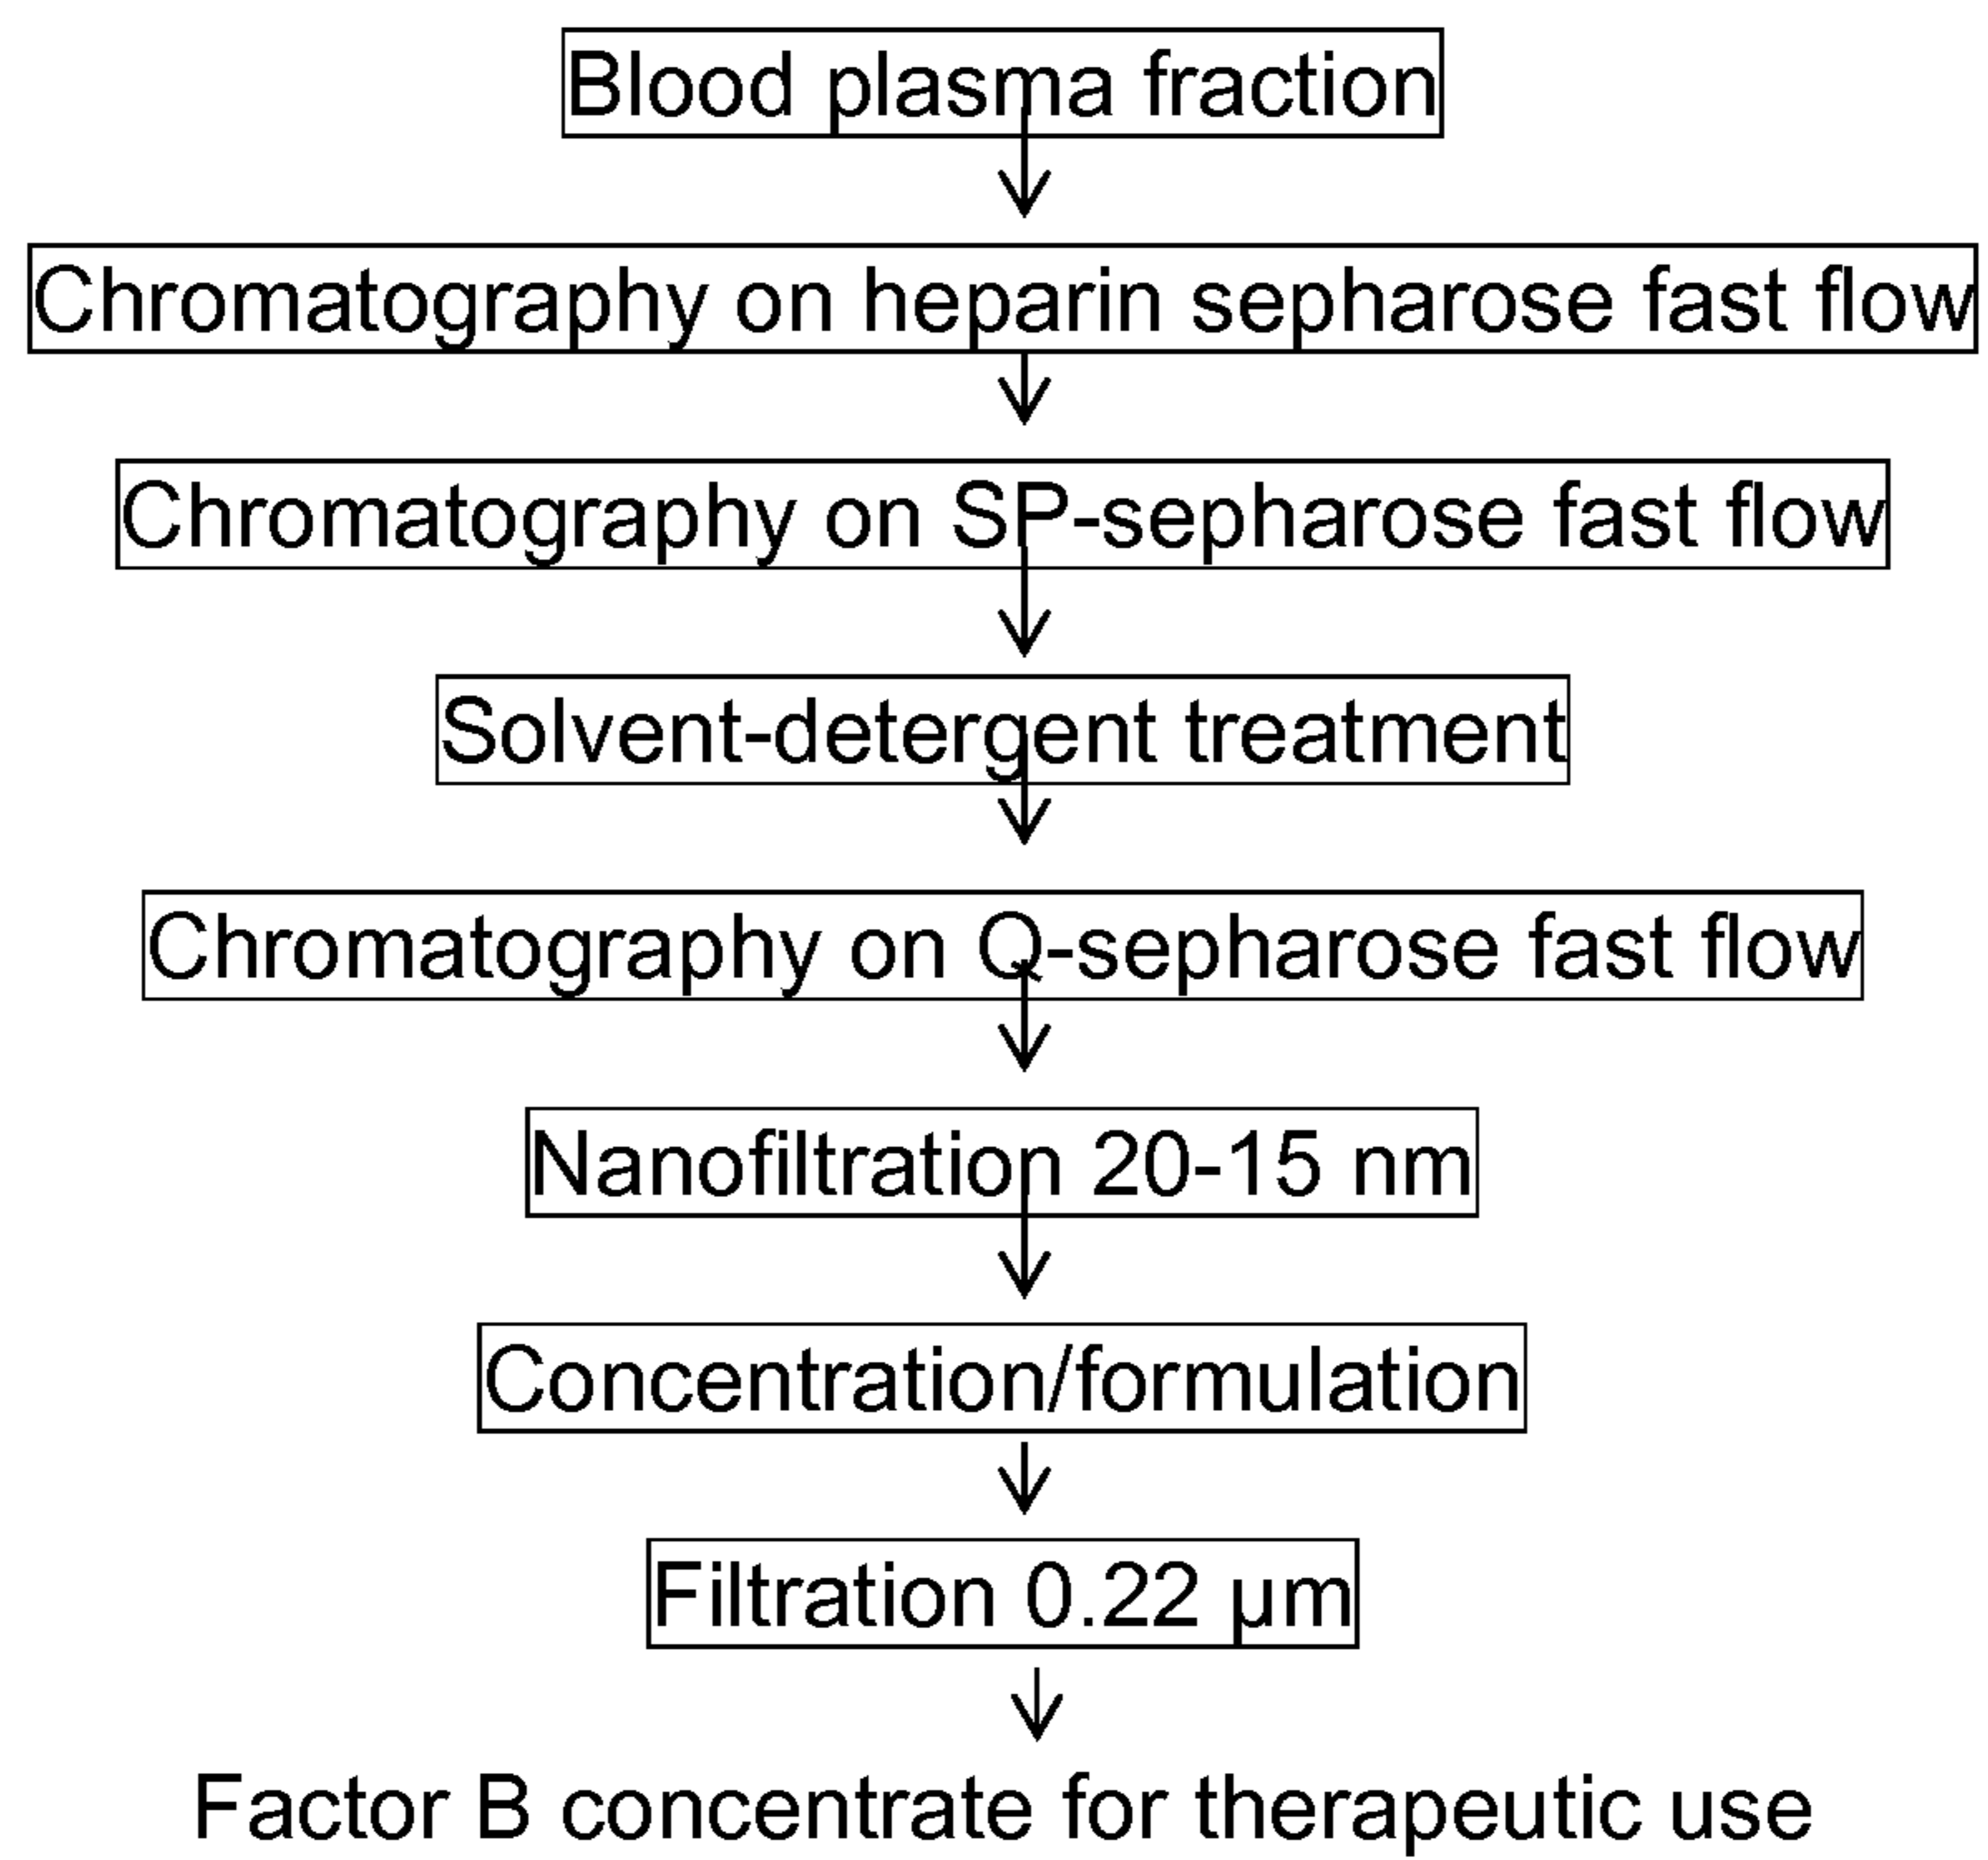 Blood plasma fraction
Chromatography on heparin sepharose fast flow
Chromatography on SP-sepharose fast flow
Solvent-detergent treatment
Chromatography on Q-sepharose fast flow
Nanofiltration 20-15 nm
Concentration/formulation
Filtration 0.22 µm
Factor B concentrate for therapeutic use